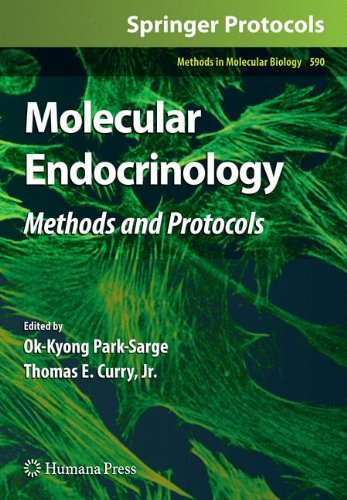 Springer Protocols
Methods in Molecular Biology 590
Molecular
Endocrinology
Methods and Protocols
Edited by
Ok-Kyong Park-Sarge
Thomas E. Curry, Jr.
Humana Press